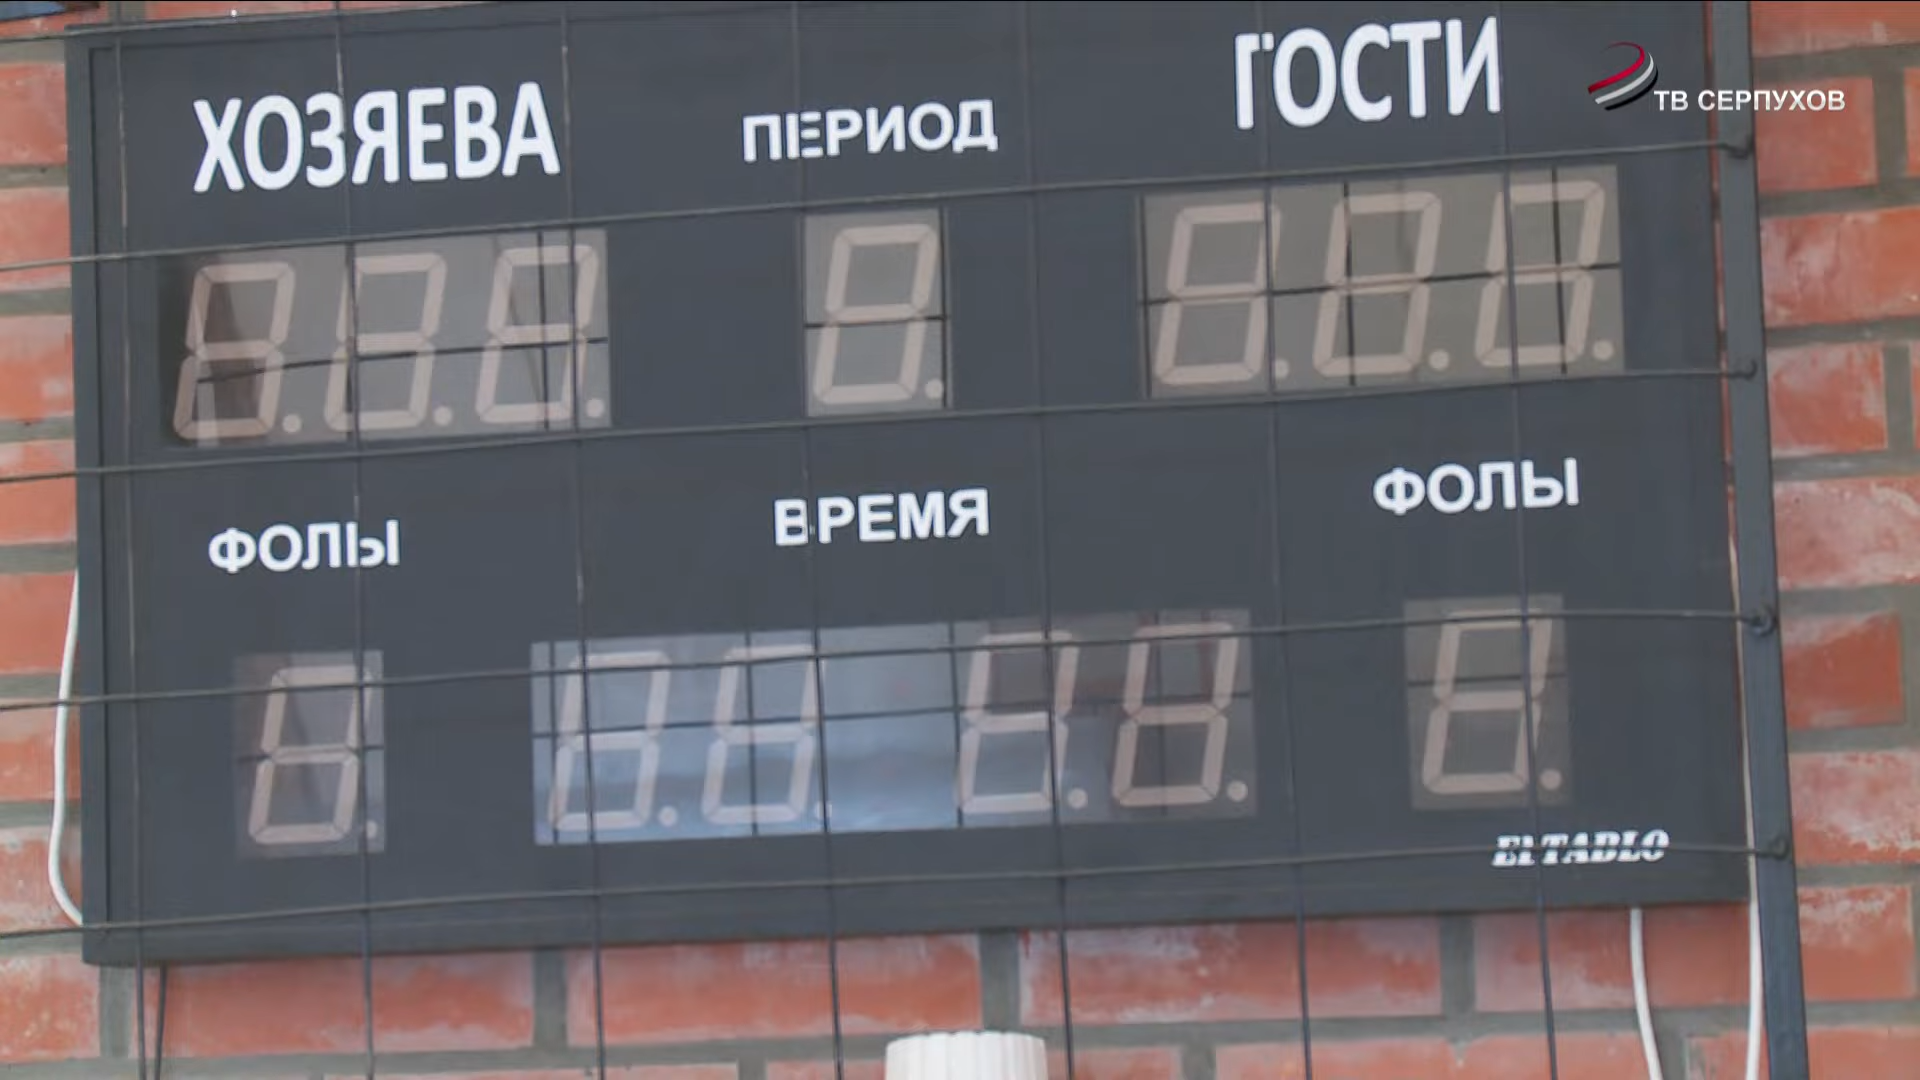 ХОЗЯЕВА ПЕРИОД ГОСТИ
ТВ СЕРПУХОВ
ФОЛЫ ВРЕМЯ ФОЛЫ
ElTABLO